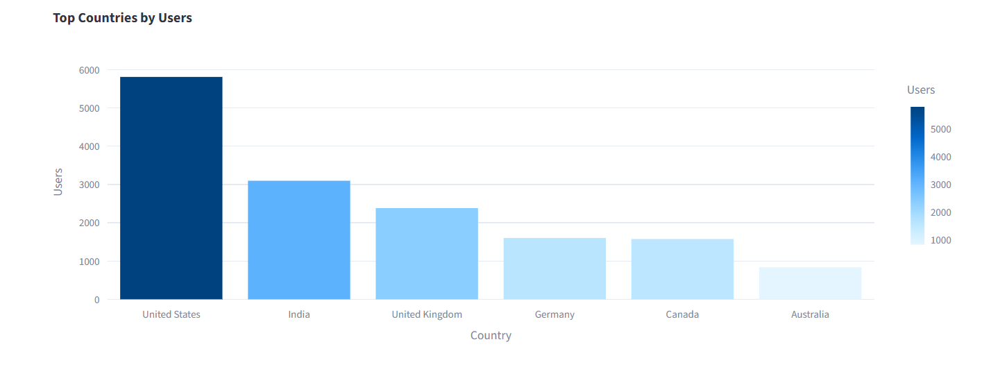 Top Countries by Users
6000
5000
4000
3000
2000
1000
0
Users
United States
India
United Kingdom
Germany
Canada
Australia
Country
Users
5000
4000
3000
2000
1000